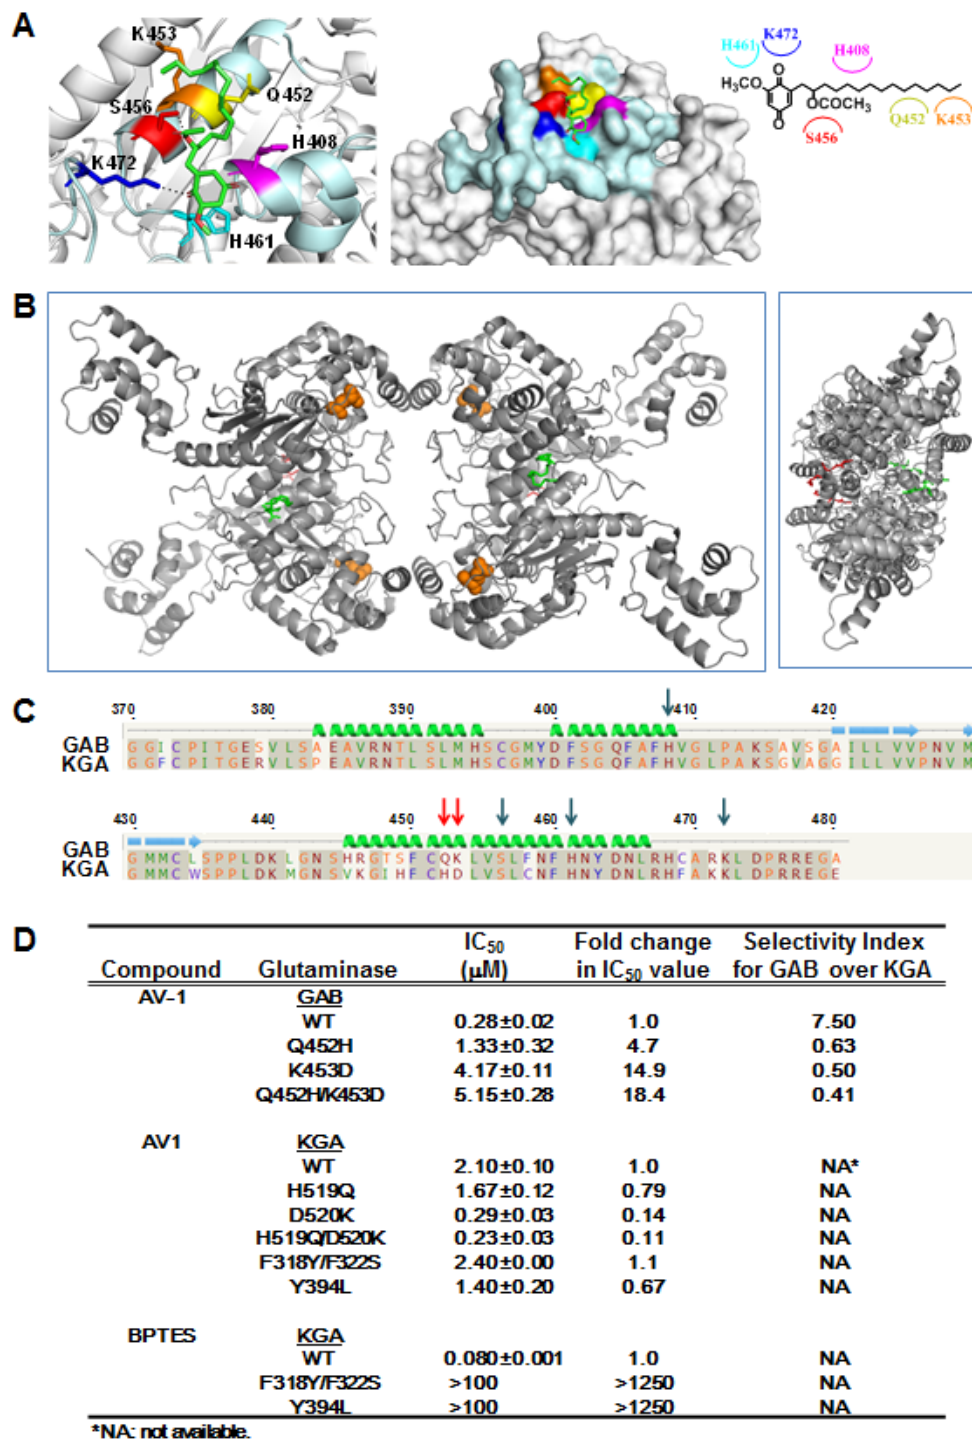 A
K453
Q452
S456
H408
K472
H461
H461
K472
H408
H₃CO
O
O
OCOCH₃
S456
Q452
K453
B
C
370 380 390 400 410 420
GAB GGICPITGESVLSAEAVRNTLSLMHSCGMYDFSGQFAFHVGLPAKSAVSGAILLVVPNVM
KGA GGFCPITGERVLSPEAVRNTLSLMHSCGMYDFSGQFAFHVGLPAKSGVAGGILLVVPNVM
430 440 450 460 470 480
GAB GMMCLSPPLDKLGNSHRGTSFCQKLVSLFNFHNYDNLRHCARKLDPRREGA
KGA GMMCWSPPLDKMGNSVKGIHFCHDLVSLCNFHNYDNLRHFAKKLDPRREGE
D
Compound Glutaminase IC₅₀ (μM) Fold change in IC₅₀ value Selectivity Index for GAB over KGA
AV-1 GAB
WT 0.28±0.02 1.0 7.50
Q452H 1.33±0.32 4.7 0.63
K453D 4.17±0.11 14.9 0.50
Q452H/K453D 5.15±0.28 18.4 0.41
AV1 KGA
WT 2.10±0.10 1.0 NA*
H519Q 1.67±0.12 0.79 NA
D520K 0.29±0.03 0.14 NA
H519Q/D520K 0.23±0.03 0.11 NA
F318Y/F322S 2.40±0.00 1.1 NA
Y394L 1.40±0.20 0.67 NA
BPTES KGA
WT 0.080±0.001 1.0 NA
F318Y/F322S >100 >1250 NA
Y394L >100 >1250 NA
*NA: not available.